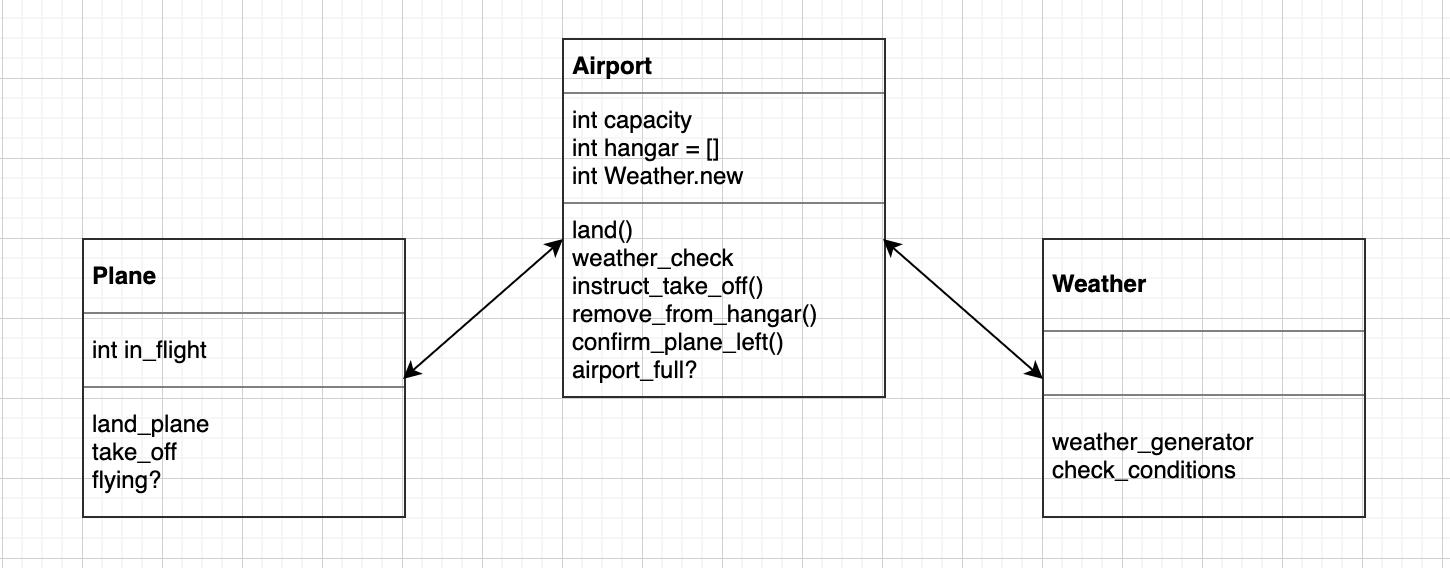 Airport
int capacity
int hangar = []
int Weather.new
land()
weather_check
instruct_take_off()
remove_from_hangar()
confirm_plane_left()
airport_full?
Plane
int in_flight
land_plane
take_off
flying?
Weather
weather_generator
check_conditions